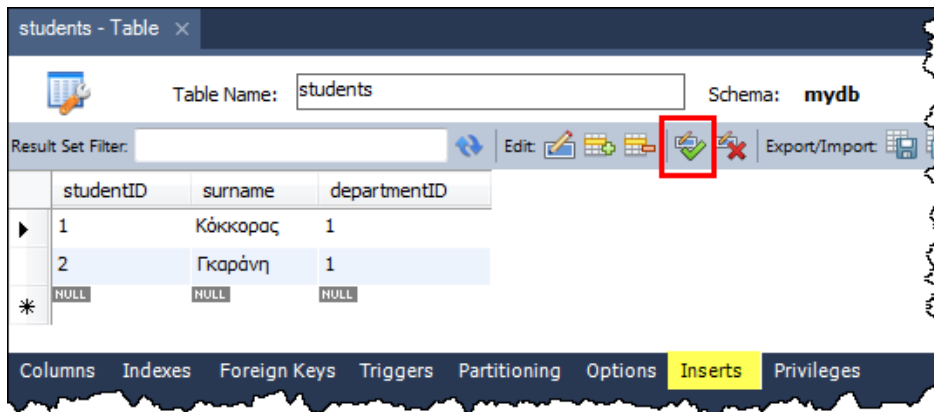 students - Table
Table Name: students Schema: mydb
Result Set Filter: Edit: Export/Import:
studentID surname departmentID
1 Κόκκορας 1
2 Γκαράνη 1
NULL NULL NULL
Columns Indexes Foreign Keys Triggers Partitioning Options Inserts Privileges